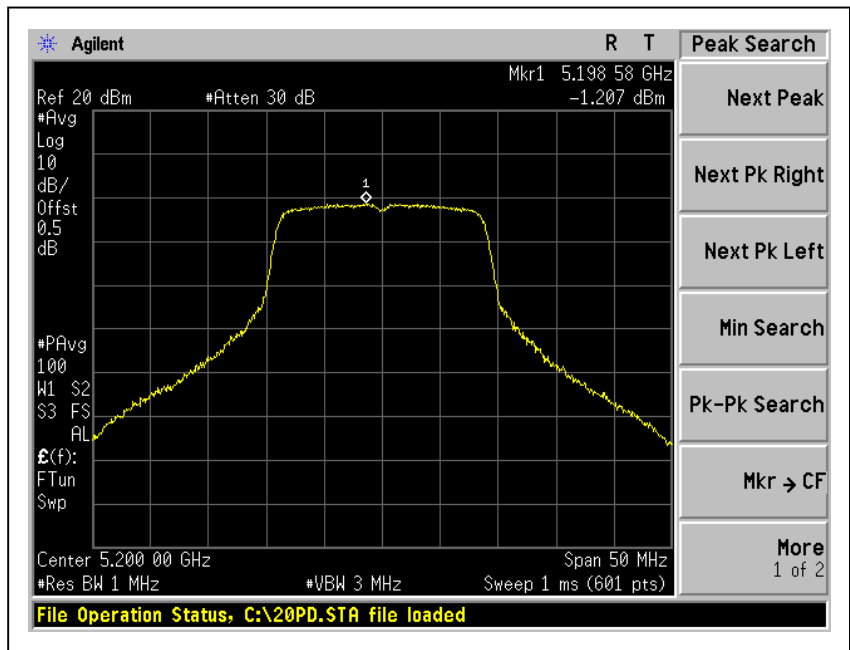 Agilent R T
Peak Search
Mkr1 5.198 58 GHz
Ref 20 dBm #Atten 30 dB -1.207 dBm
#Avg
Log
10
dB/
Offst
0.5
dB
1
#PAvg
100
W1 S2
S3 FS
AL
£(f):
FTun
Swp
Center 5.200 00 GHz Span 50 MHz
#Res BW 1 MHz #VBW 3 MHz Sweep 1 ms (601 pts)
File Operation Status, C:\20PD.STA file loaded
Next Peak
Next Pk Right
Next Pk Left
Min Search
Pk-Pk Search
Mkr → CF
More
1 of 2